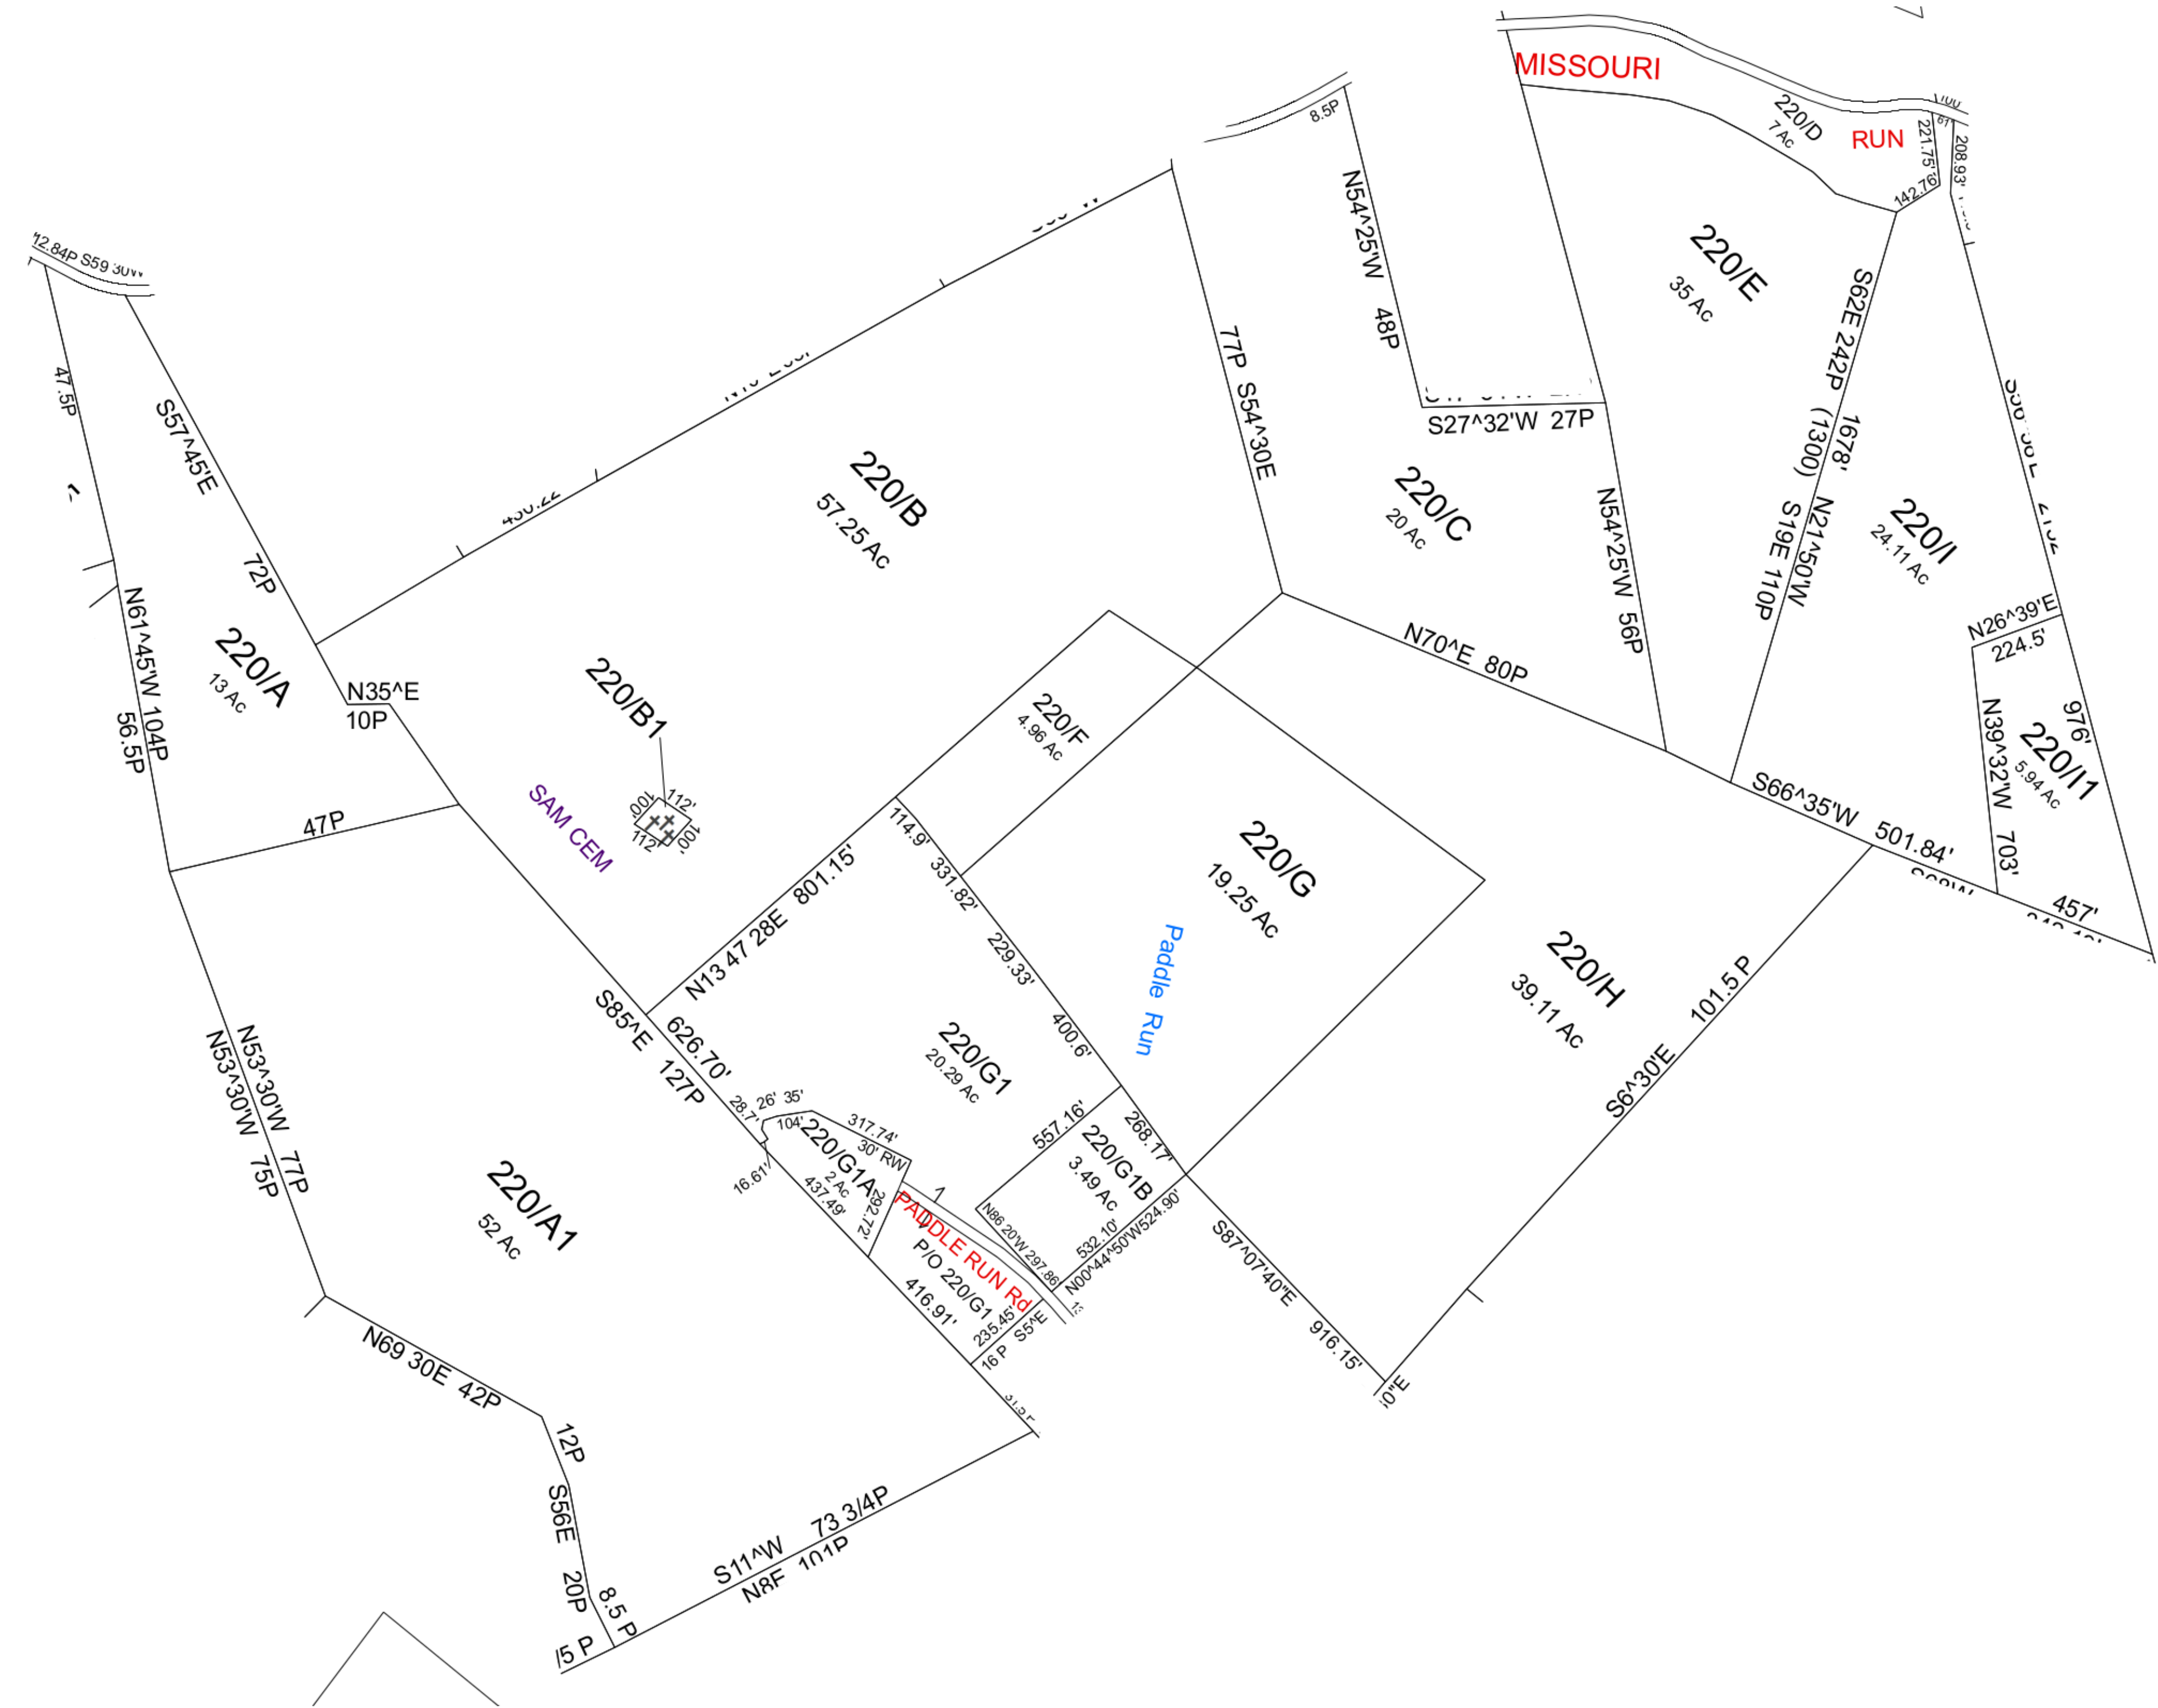 MISSOURI
RUN
220/D
7 Ac
221.75'
61'
208.93'
142.76'
8.5P
N54^25'W 48P
12.84P S59 30W
47.5P
S57^45'E 72P
N61^45'W 104P
56.5P
220/A
13 Ac
N35^E
10P
47P
220/B
57.25 Ac
77P S54^30E
S27^32'W 27P
220/C
20 Ac
N54^25'W 56P
N70^E 80P
220/E
35 Ac
S62E 242P 1678' N21^50'W
(1300) S19E 110P
220/I
24.11 Ac
N26^39'E
224.5'
976'
220/I1
5.94 Ac
N39^32'W 703'
S66^35'W 501.84'
457'
220/B1
SAM CEM
100'
112'
100'
112'
220/F
4.96 Ac
114.9' 331.82'
229.33'
400.6'
268.17'
N13 47 28E 801.15'
220/G
19.25 Ac
Paddle Run
220/H
39.11 Ac
S6^30'E 101.5 P
S85^E 127P
626.70'
28.7'
26' 35'
104'
317.74'
30' RW
16.61'
220/G1A
2 Ac
437.49'
292.72'
220/G1
20.29 Ac
557.16'
220/G1B
3.49 Ac
N86 20'W 297.86'
532.10'
N00^44^50'W524.90'
PADDLE RUN Rd
P/O 220/G1
416.91'
235.45'
S5^E
16 P
S87^07'40"E 916.15'
N53^30'W 77P
N53^30'W 75P
220/A1
52 Ac
N69 30E 42P
12P
S56E 20P
8.5 P
S11^W 73 3/4P
N8E 101P